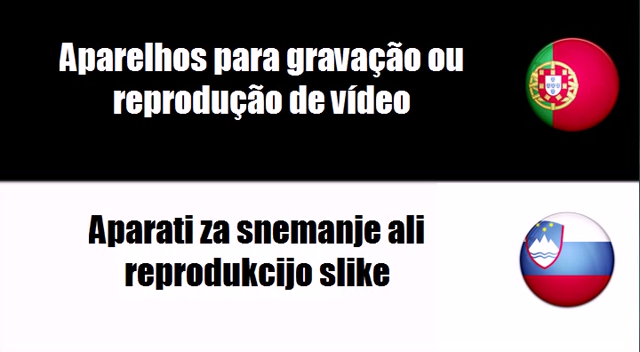 Aparelhos para gravação ou
reprodução de vídeo
Aparati za snemanje ali
reprodukcijo slike